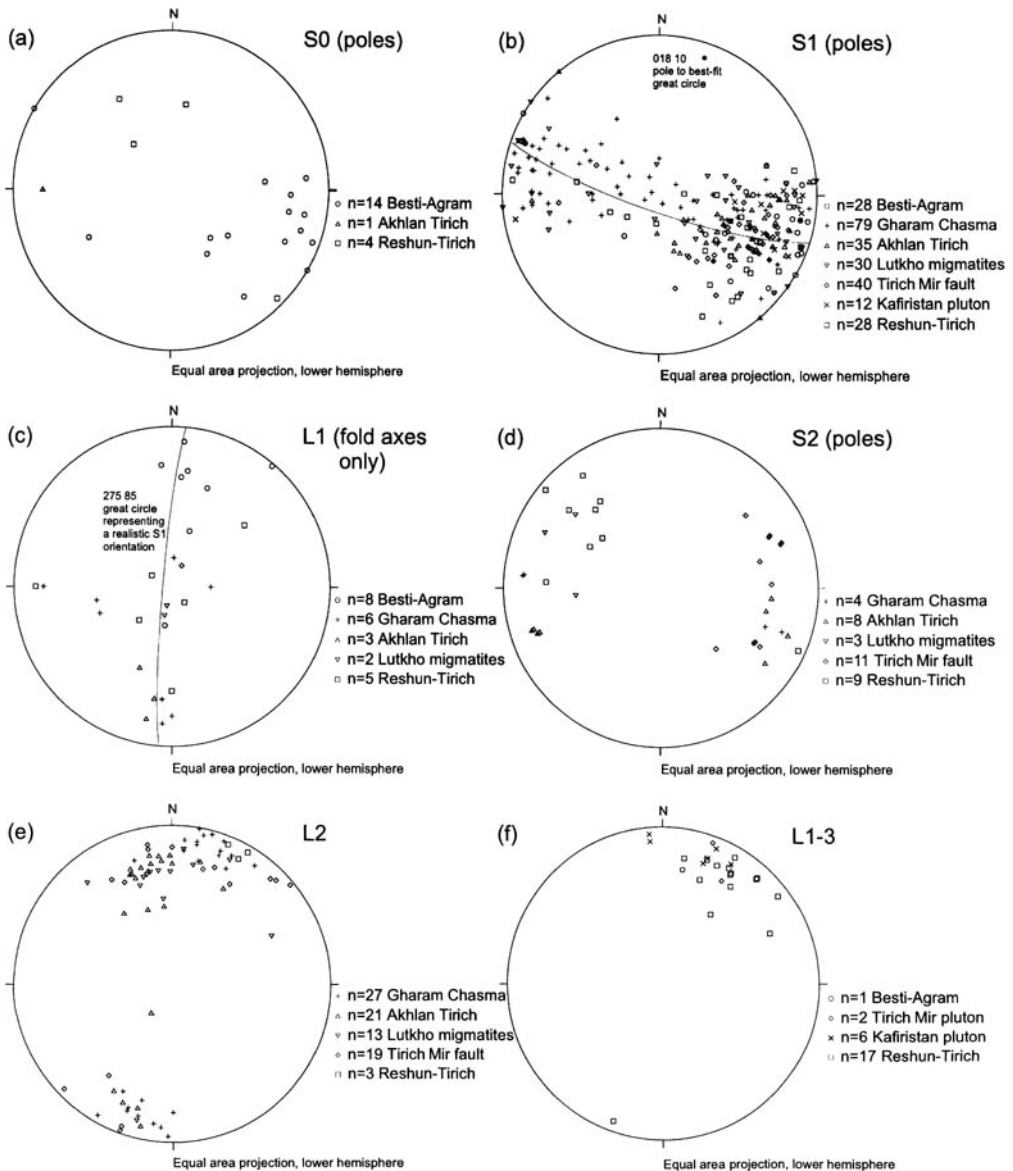 (a)
N
S0 (poles)
n=14 Besti-Agram
n=1 Akhlan Tirich
n=4 Reshun-Tirich
Equal area projection, lower hemisphere
(b)
N
S1 (poles)
018 10
pole to best-fit
great circle
n=28 Besti-Agram
n=79 Gharam Chasma
n=35 Akhlan Tirich
n=30 Lutkho migmatites
n=40 Tirich Mir fault
n=12 Kafiristan pluton
n=28 Reshun-Tirich
Equal area projection, lower hemisphere
(c)
N
L1 (fold axes
only)
275 85
great circle
representing
a realistic S1
orientation
n=8 Besti-Agram
n=6 Gharam Chasma
n=3 Akhlan Tirich
n=2 Lutkho migmatites
n=5 Reshun-Tirich
Equal area projection, lower hemisphere
(d)
N
S2 (poles)
n=4 Gharam Chasma
n=8 Akhlan Tirich
n=3 Lutkho migmatites
n=11 Tirich Mir fault
n=9 Reshun-Tirich
Equal area projection, lower hemisphere
(e)
N
L2
n=27 Gharam Chasma
n=21 Akhlan Tirich
n=13 Lutkho migmatites
n=19 Tirich Mir fault
n=3 Reshun-Tirich
Equal area projection, lower hemisphere
(f)
N
L1-3
n=1 Besti-Agram
n=2 Tirich Mir pluton
n=6 Kafiristan pluton
n=17 Reshun-Tirich
Equal area projection, lower hemisphere